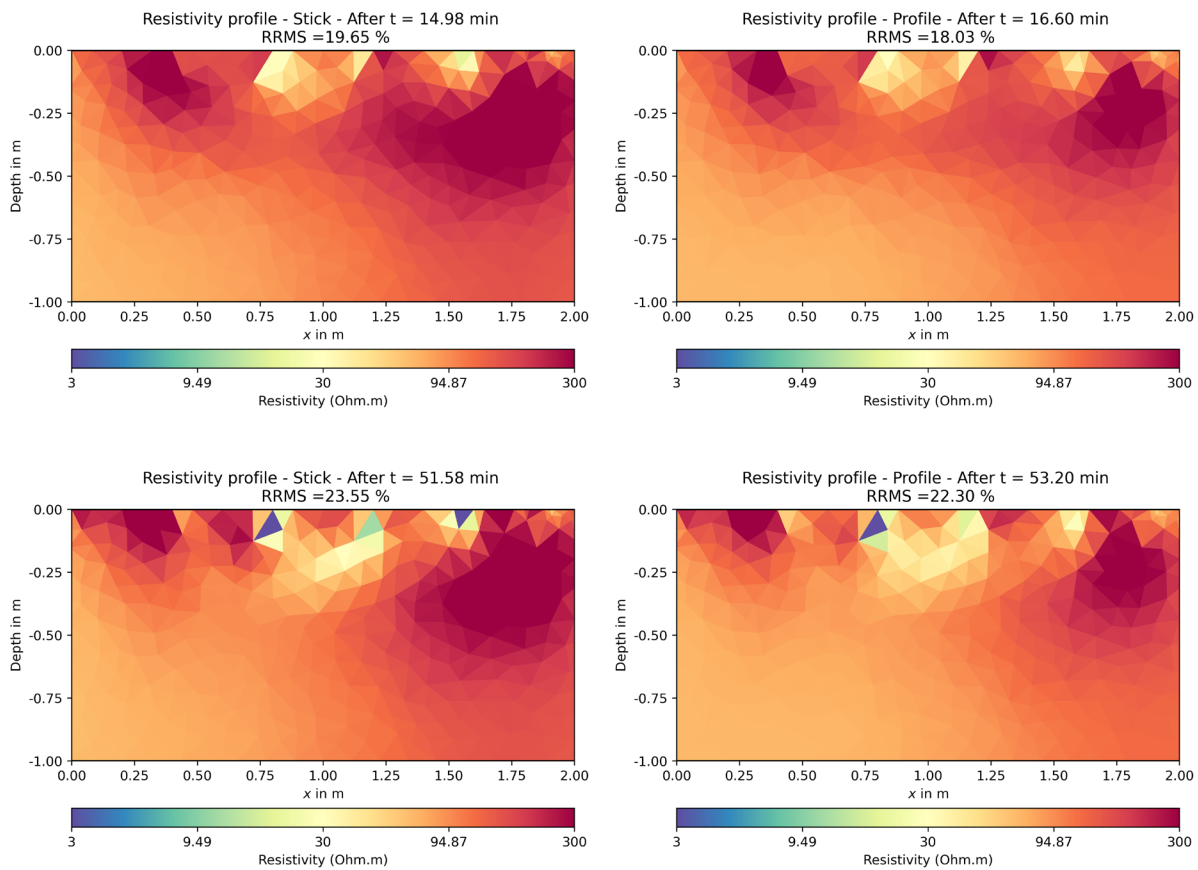 Resistivity profile - Stick - After t = 14.98 min
RRMS =19.65 %
0.00
-0.25
-0.50
-0.75
-1.00
Depth in m
0.00 0.25 0.50 0.75 1.00 1.25 1.50 1.75 2.00
x in m
3 9.49 30 94.87 300
Resistivity (Ohm.m)
Resistivity profile - Profile - After t = 16.60 min
RRMS =18.03 %
0.00
-0.25
-0.50
-0.75
-1.00
Depth in m
0.00 0.25 0.50 0.75 1.00 1.25 1.50 1.75 2.00
x in m
3 9.49 30 94.87 300
Resistivity (Ohm.m)
Resistivity profile - Stick - After t = 51.58 min
RRMS =23.55 %
0.00
-0.25
-0.50
-0.75
-1.00
Depth in m
0.00 0.25 0.50 0.75 1.00 1.25 1.50 1.75 2.00
x in m
3 9.49 30 94.87 300
Resistivity (Ohm.m)
Resistivity profile - Profile - After t = 53.20 min
RRMS =22.30 %
0.00
-0.25
-0.50
-0.75
-1.00
Depth in m
0.00 0.25 0.50 0.75 1.00 1.25 1.50 1.75 2.00
x in m
3 9.49 30 94.87 300
Resistivity (Ohm.m)